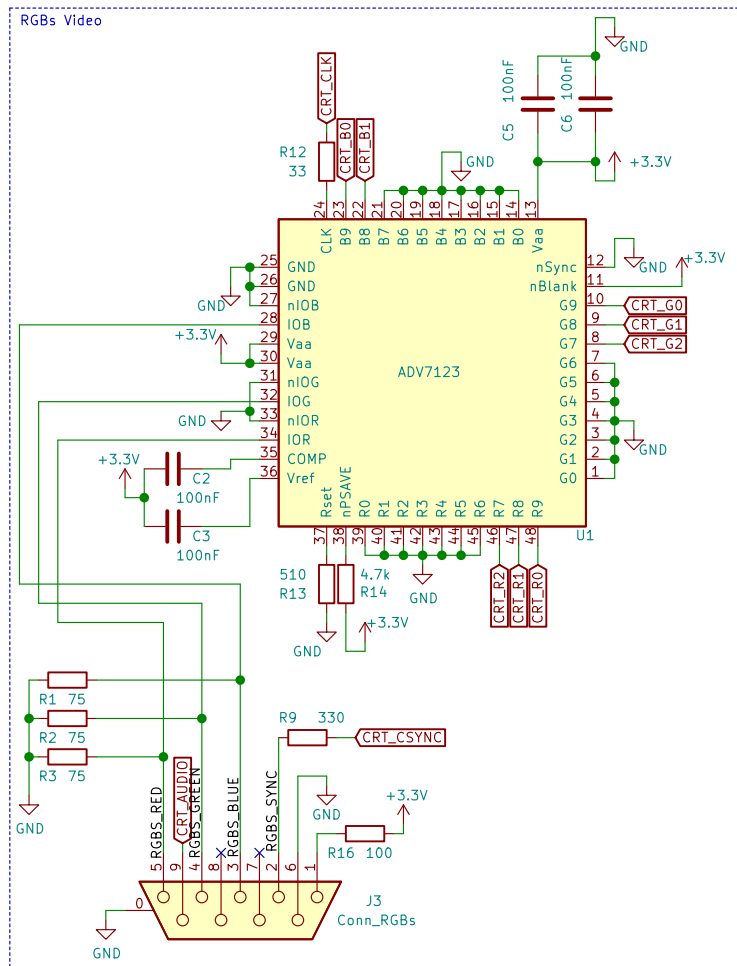 RGBs Video
GND
100nF
100nF
C5
C6
+3.3V
CRT_CLK
CRT_B0
CRT_B1
R12
33
GND
24
23
22
21
20
19
18
17
16
15
14
13
CLK
B9
B8
B7
B6
B5
B4
B3
B2
B1
B0
Vaa
25 GND
26 GND
27 nIOB
28 IOB
29 Vaa
30 Vaa
31 nIOG
32 IOG
33 nIOR
34 IOR
35 COMP
36 Vref
GND
+3.3V
GND
+3.3V
C2
100nF
C3
100nF
ADV7123
nSync 12
nBlank 11
G9 10
G8 9
G7 8
G6 7
G5 6
G4 5
G3 4
G2 3
G1 2
G0 1
GND
+3.3V
CRT_G0
CRT_G1
CRT_G2
GND
Rset
nPSAVE
R0
R1
R2
R3
R4
R5
R6
R7
R8
R9
37
38
39
40
41
42
43
44
45
46
47
48
U1
510
R13
4.7k
R14
GND
+3.3V
GND
CRT_R2
CRT_R1
CRT_R0
R1 75
R2 75
R3 75
GND
R9 330
CRT_CSYNC
CRT_AUDIO
RGBS_RED
RGBS_GREEN
RGBS_BLUE
RGBS_SYNC
GND
+3.3V
R16 100
5
9
4
8
3
7
2
6
1
0
J3
Conn_RGBs
GND